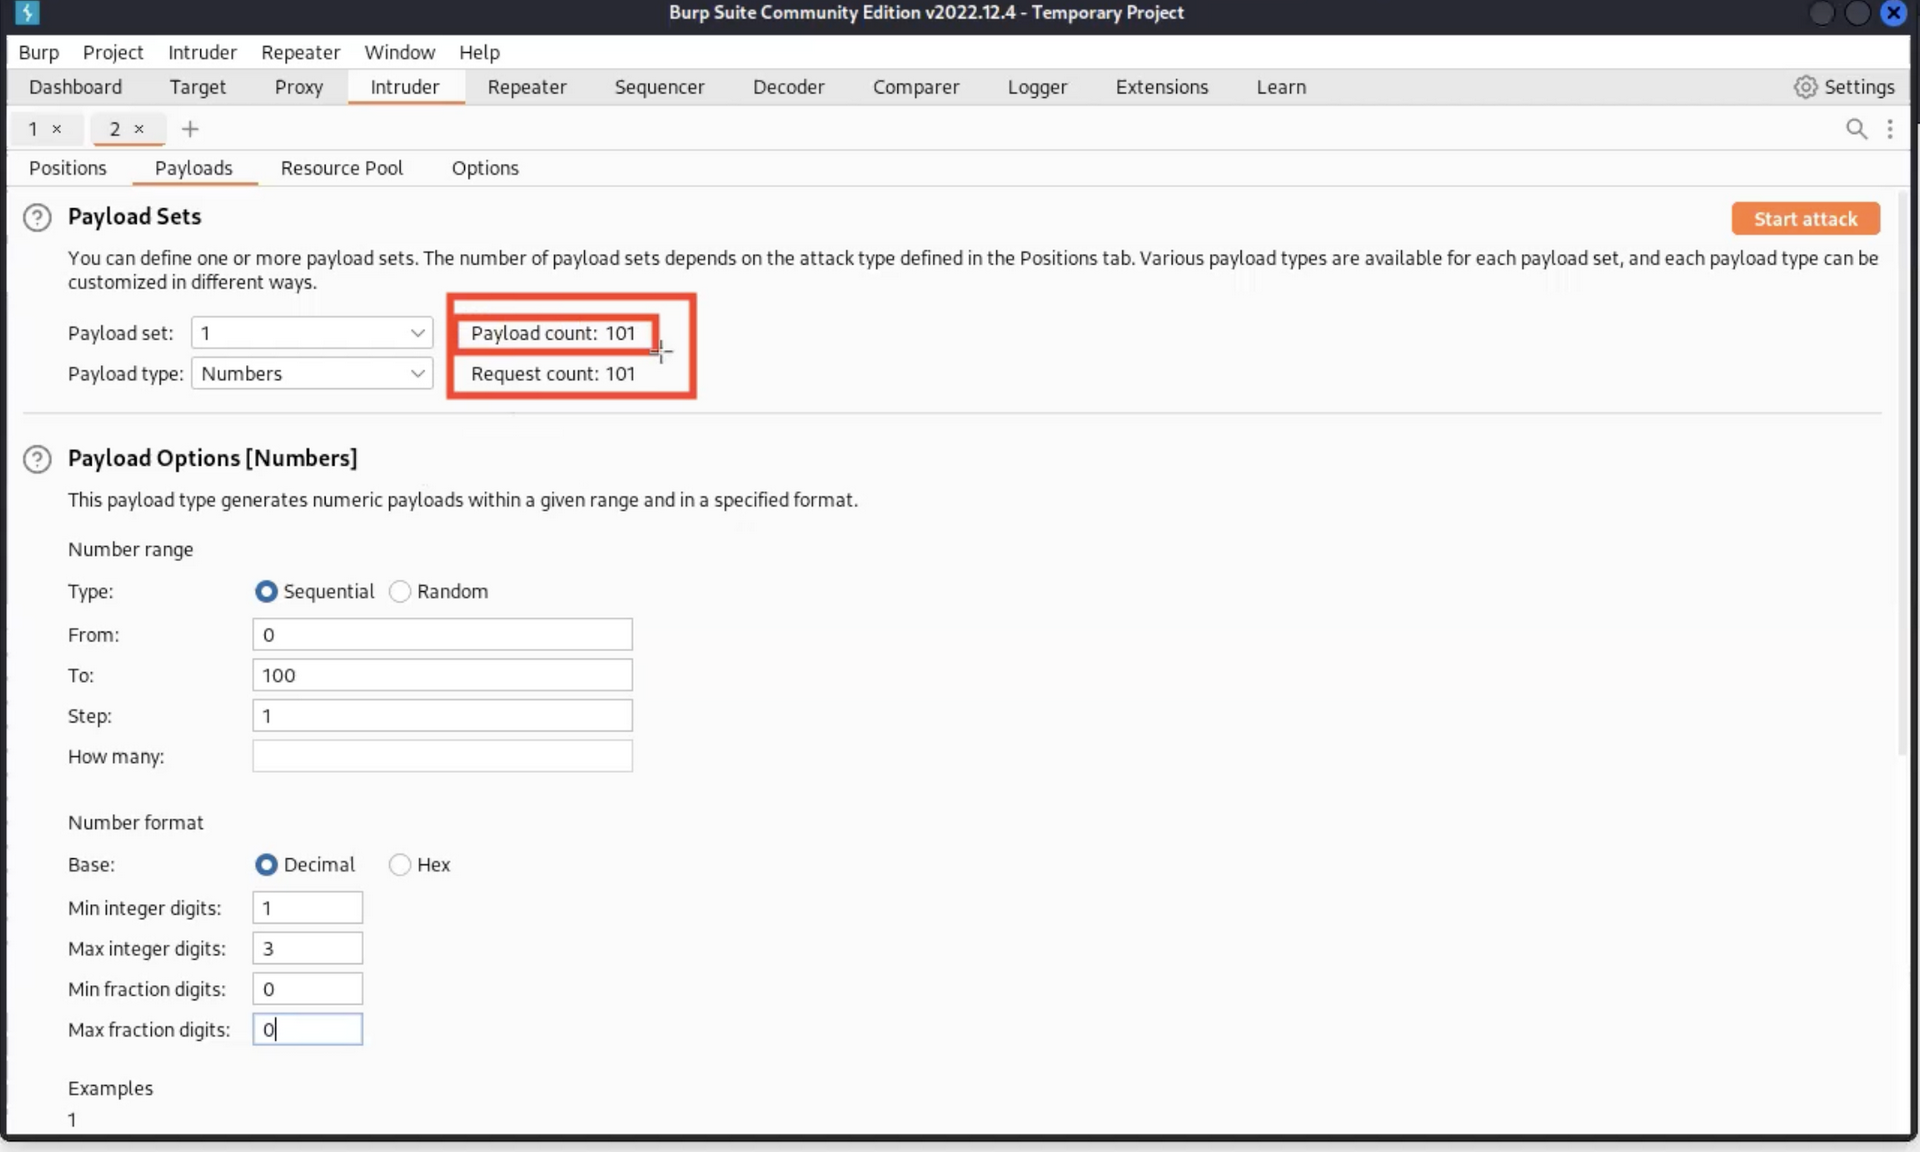 Burp Suite Community Edition v2022.12.4 - Temporary Project
Burp Project Intruder Repeater Window Help
Dashboard Target Proxy Intruder Repeater Sequencer Decoder Comparer Logger Extensions Learn Settings
1 × 2 × +
Positions Payloads Resource Pool Options
? Payload Sets
Start attack
You can define one or more payload sets. The number of payload sets depends on the attack type defined in the Positions tab. Various payload types are available for each payload set, and each payload type can be
customized in different ways.
Payload set: 1 Payload count: 101
Payload type: Numbers Request count: 101
? Payload Options [Numbers]
This payload type generates numeric payloads within a given range and in a specified format.
Number range
Type: Sequential Random
From: 0
To: 100
Step: 1
How many:
Number format
Base: Decimal Hex
Min integer digits: 1
Max integer digits: 3
Min fraction digits: 0
Max fraction digits: 0
Examples
1